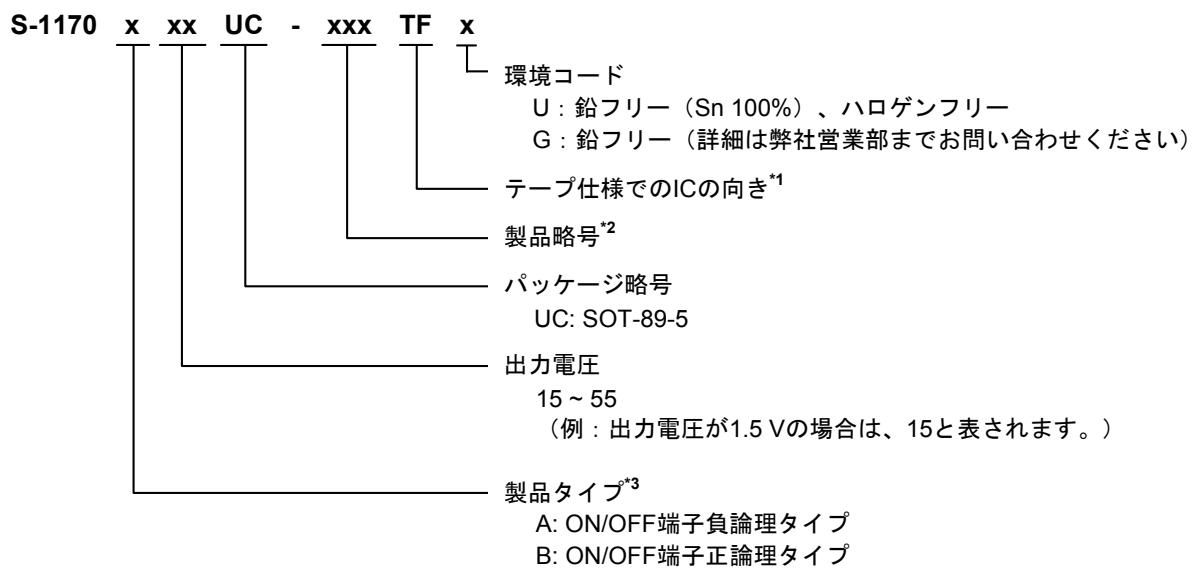 S-1170 x xx UC - xxx TF x
環境コード
U:鉛フリー(Sn 100%)、ハロゲンフリー
G:鉛フリー(詳細は弊社営業部までお問い合わせください)
テープ仕様でのICの向き*1
製品略号*2
パッケージ略号
UC: SOT-89-5
出力電圧
15 ~ 55
(例:出力電圧が1.5 Vの場合は、15と表されます。)
製品タイプ*3
A: ON/OFF端子負論理タイプ
B: ON/OFF端子正論理タイプ